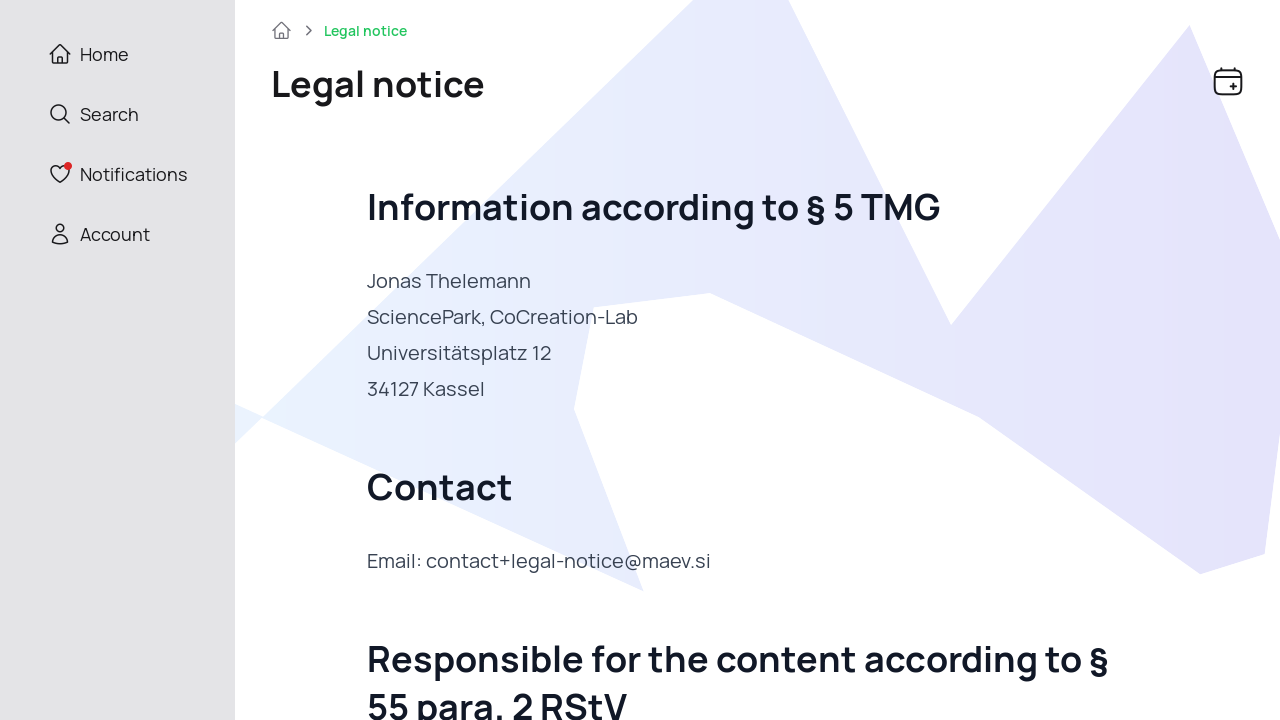 Home
Search
Notifications
Account
Legal notice
Legal notice
Information according to § 5 TMG
Jonas Thelemann
SciencePark, CoCreation-Lab
Universitätsplatz 12
34127 Kassel
Contact
Email: contact+legal-notice@maev.si
Responsible for the content according to §
55 para. 2 RStV